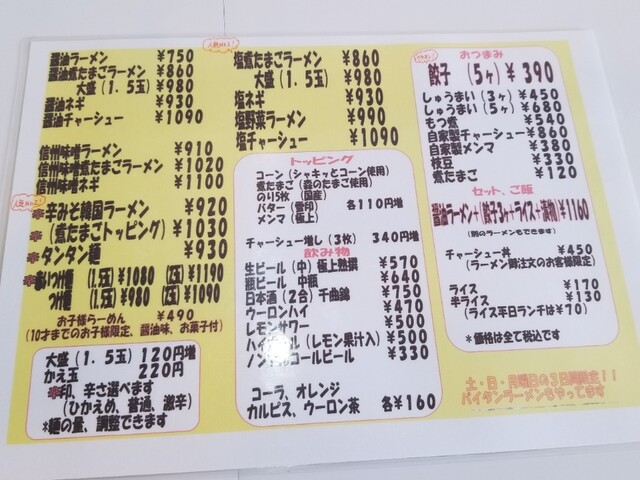 醤油ラーメン ¥750
醤油煮たまごラーメン ¥860
大盛(1.5玉)¥980
醤油ネギ ¥930
醤油チャーシュー ¥1090
信州味噌ラーメン ¥910
信州味噌煮たまごラーメン ¥1020
信州味噌ネギ ¥1100
人気No.2!
辛みそ韓国ラーメン ¥920
(煮たまごトッピング)¥1030
タンタン麺 ¥930
つけ麺 (1.5玉)¥1080 (2玉)¥1190
つけ麺 (1.5玉)¥980 (2玉)¥1090
お子様らーめん ¥490
(10才までのお子様限定、醤油味、お菓子付)
大盛(1.5玉)120円増
かえ玉 220円
印、辛さ選べます
(ひかえめ、普通、激辛)
*麺の量、調整できます
人気No.1!
塩煮たまごラーメン ¥860
大盛(1.5玉)¥980
塩ネギ ¥930
塩野菜ラーメン ¥990
塩チャーシュー ¥1090
トッピング
コーン(シャキッとコーン使用)
煮たまご(森のたまご使用)
のり5枚(国産)
バター(雪印) 各110円増
メンマ(極上)
チャーシュー増し(3枚) 340円増
飲み物
生ビール(中)極上熟撰 ¥570
瓶ビール 中瓶 ¥640
日本酒(2合)千曲錦 ¥750
ウーロンハイ ¥470
レモンサワー ¥500
ハイボール(レモン果汁入)¥500
ノンアルコールビール ¥330
コーラ、オレンジ
カルピス、ウーロン茶 各¥160
おつまみ
餃子 (5ヶ)¥390
しゅうまい(3ヶ)¥450
しゅうまい(5ヶ)¥680
もつ煮 ¥540
自家製チャーシュー ¥860
自家製メンマ ¥380
枝豆 ¥330
煮たまご ¥120
セット、ご飯
醤油ラーメン+(餃子3ヶ+ライス+漬物)¥1160
(別のラーメンもできます)
チャーシュー丼 ¥450
(ラーメン御注文のお客様限定)
ライス ¥170
半ライス ¥130
(ライス平日ランチは¥70)
*価格は全て税込です
土・日・月曜日の3日間限定!!
パイタンラーメンもやってます